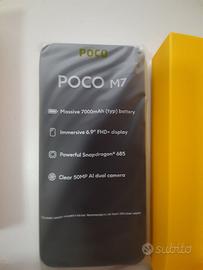 POCO
POCO M7
Massive 7000mAh (typ) battery
Immersive 6.9" FHD+ display
Powerful Snapdragon® 685
Clear 50MP AI dual camera
subito